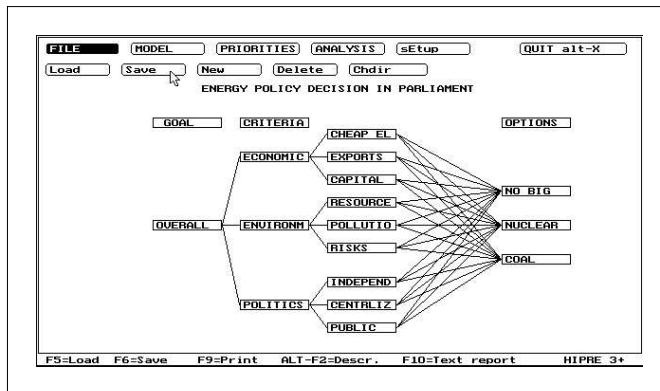 FILE MODEL PRIORITIES ANALYSIS sEtup QUIT alt-X
Load Save New Delete Chdir
ENERGY POLICY DECISION IN PARLIAMENT
GOAL CRITERIA OPTIONS
CHEAP EL
ECONOMIC EXPORTS
CAPITAL
NO BIG
RESOURCE
OVERALL ENVIRONM POLLUTIO NUCLEAR
RISKS
COAL
INDEPEND
POLITICS CENTRLIZ
PUBLIC
F5=Load F6=Save F9=Print ALT-F2=Descr. F10=Text report HIPRE 3+